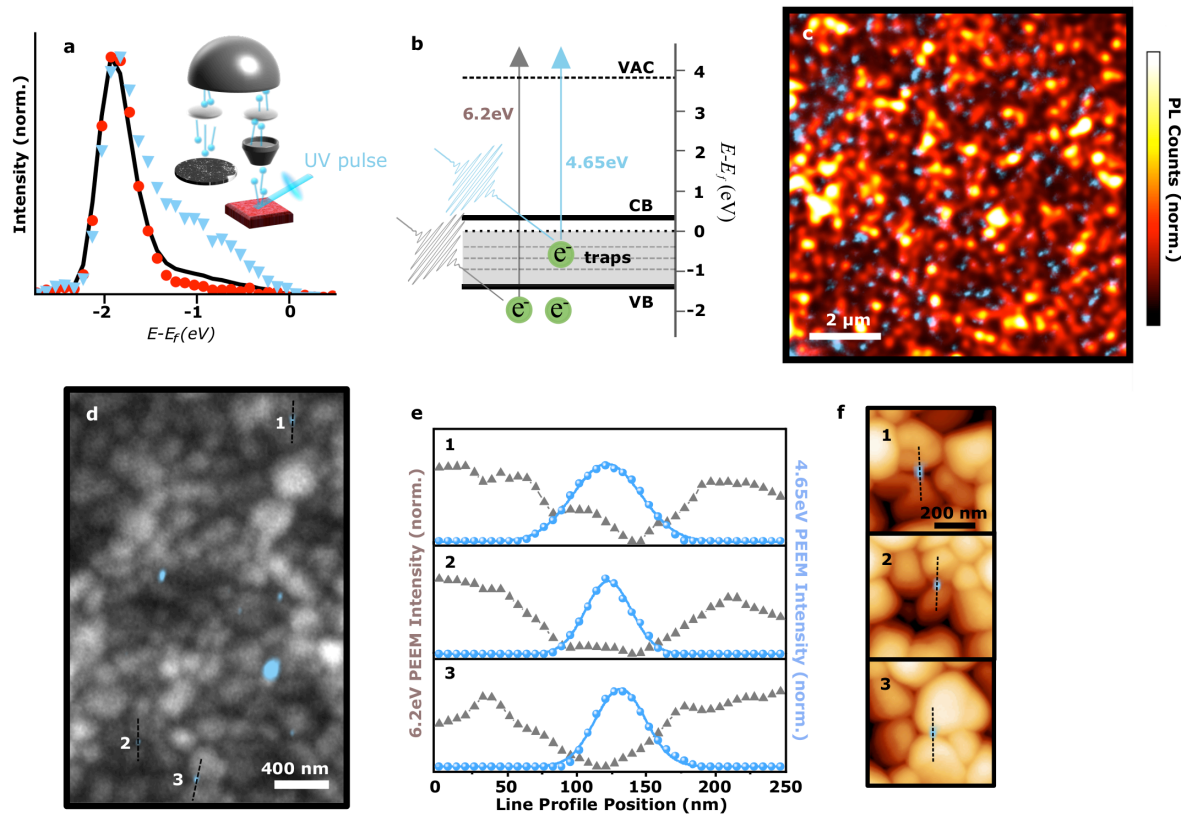 a
Intensity (norm.)
UV pulse
-2
-1
0
E-Ef(eV)
b
VAC
6.2eV
4.65eV
CB
e-
traps
VB
e-
e-
4
3
2
1
0
-1
-2
E-Ef (eV)
c
2 µm
PL Counts (norm.)
d
1
2
3
400 nm
e
1
2
3
6.2eV PEEM Intensity (norm.)
4.65eV PEEM Intensity (norm.)
0
50
100
150
200
250
Line Profile Position (nm)
f
1
200 nm
2
3